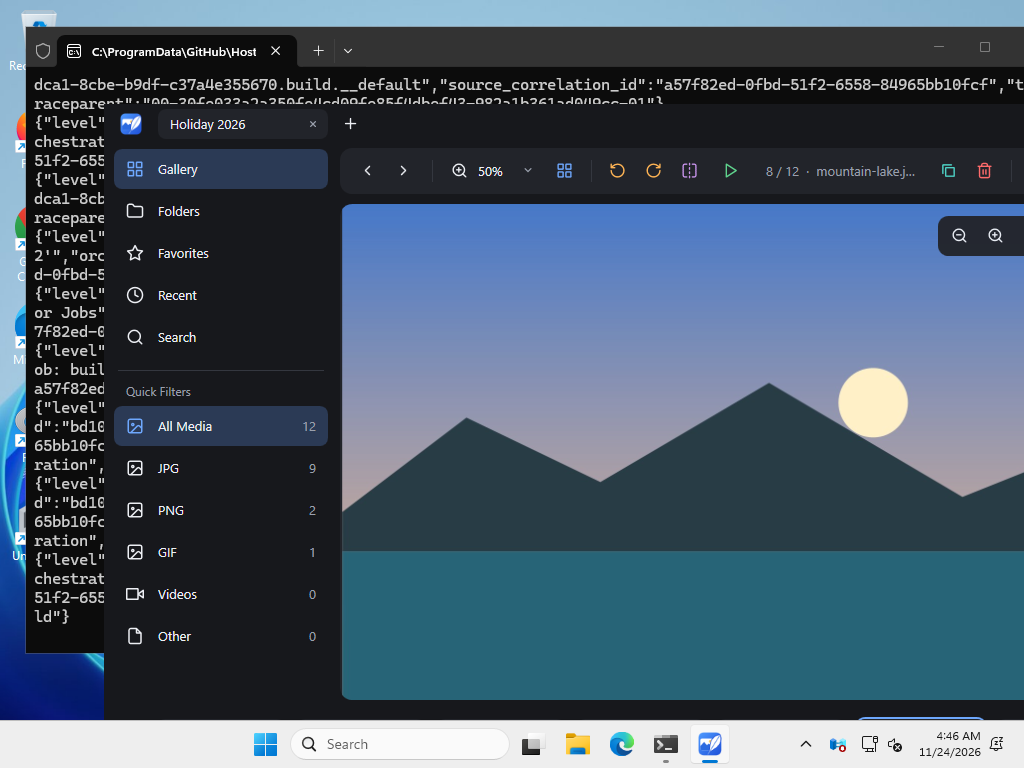 C:\ProgramData\GitHub\Host
dca1-8cbe-b9df-c37a4e355670.build.__default","source_correlation_id":"a57f82ed-0fbd-51f2-6558-84965bb10fcf","t
{"level"
chestrat
51f2-655
{"level"
dca1-8cb
racepare
{"level"
2'","orc
d-0fbd-5
{"level"
or Jobs"
7f82ed-0
{"level"
ob: buil
a57f82ed
{"level"
d":"bd10
65bb10fc
ration",
{"level"
d":"bd10
65bb10fc
ration",
{"level"
chestrat
51f2-655
ld"}
Holiday 2026
Gallery
Folders
Favorites
Recent
Search
Quick Filters
All Media 12
JPG 9
PNG 2
GIF 1
Videos 0
Other 0
50%
8 / 12 · mountain-lake.j...
Search
4:46 AM
11/24/2026